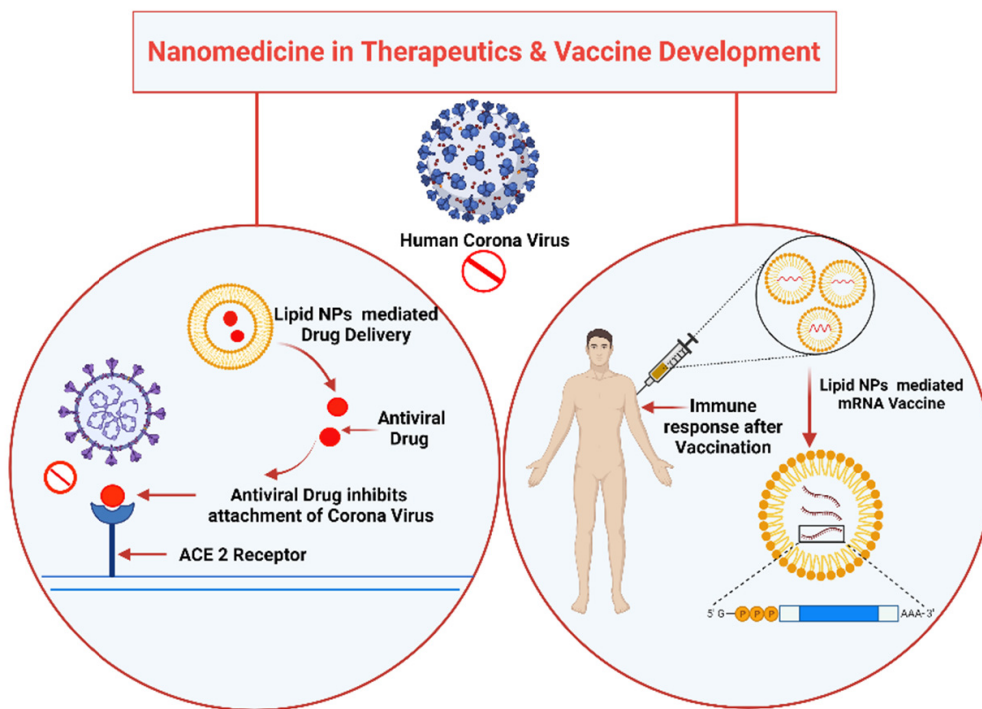 Nanomedicine in Therapeutics & Vaccine Development
Human Corona Virus
Lipid NPs mediated
Drug Delivery
Antiviral
Drug
Antiviral Drug inhibits
attachment of Corona Virus
ACE 2 Receptor
Immune
response after
Vaccination
Lipid NPs mediated
mRNA Vaccine
5' G P P P AAA-3'